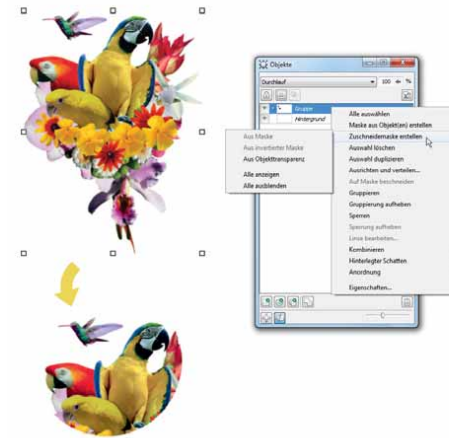 Objekte
Durchlauf
100
%
Gruppe
Hintergrund
Alle auswählen
Maske aus Objekt(en) erstellen
Zuschneidemaske erstellen
Auswahl löschen
Auswahl duplizieren
Ausrichten und verteilen...
Auf Maske beschneiden
Gruppieren
Gruppierung aufheben
Sperren
Sperrung aufheben
Linie bearbeiten...
Kombinieren
Hinterlegter Schatten
Anordnung
Eigenschaften...
Aus Maske
Aus invertierter Maske
Aus Objekttransparenz
Alle anzeigen
Alle ausblenden